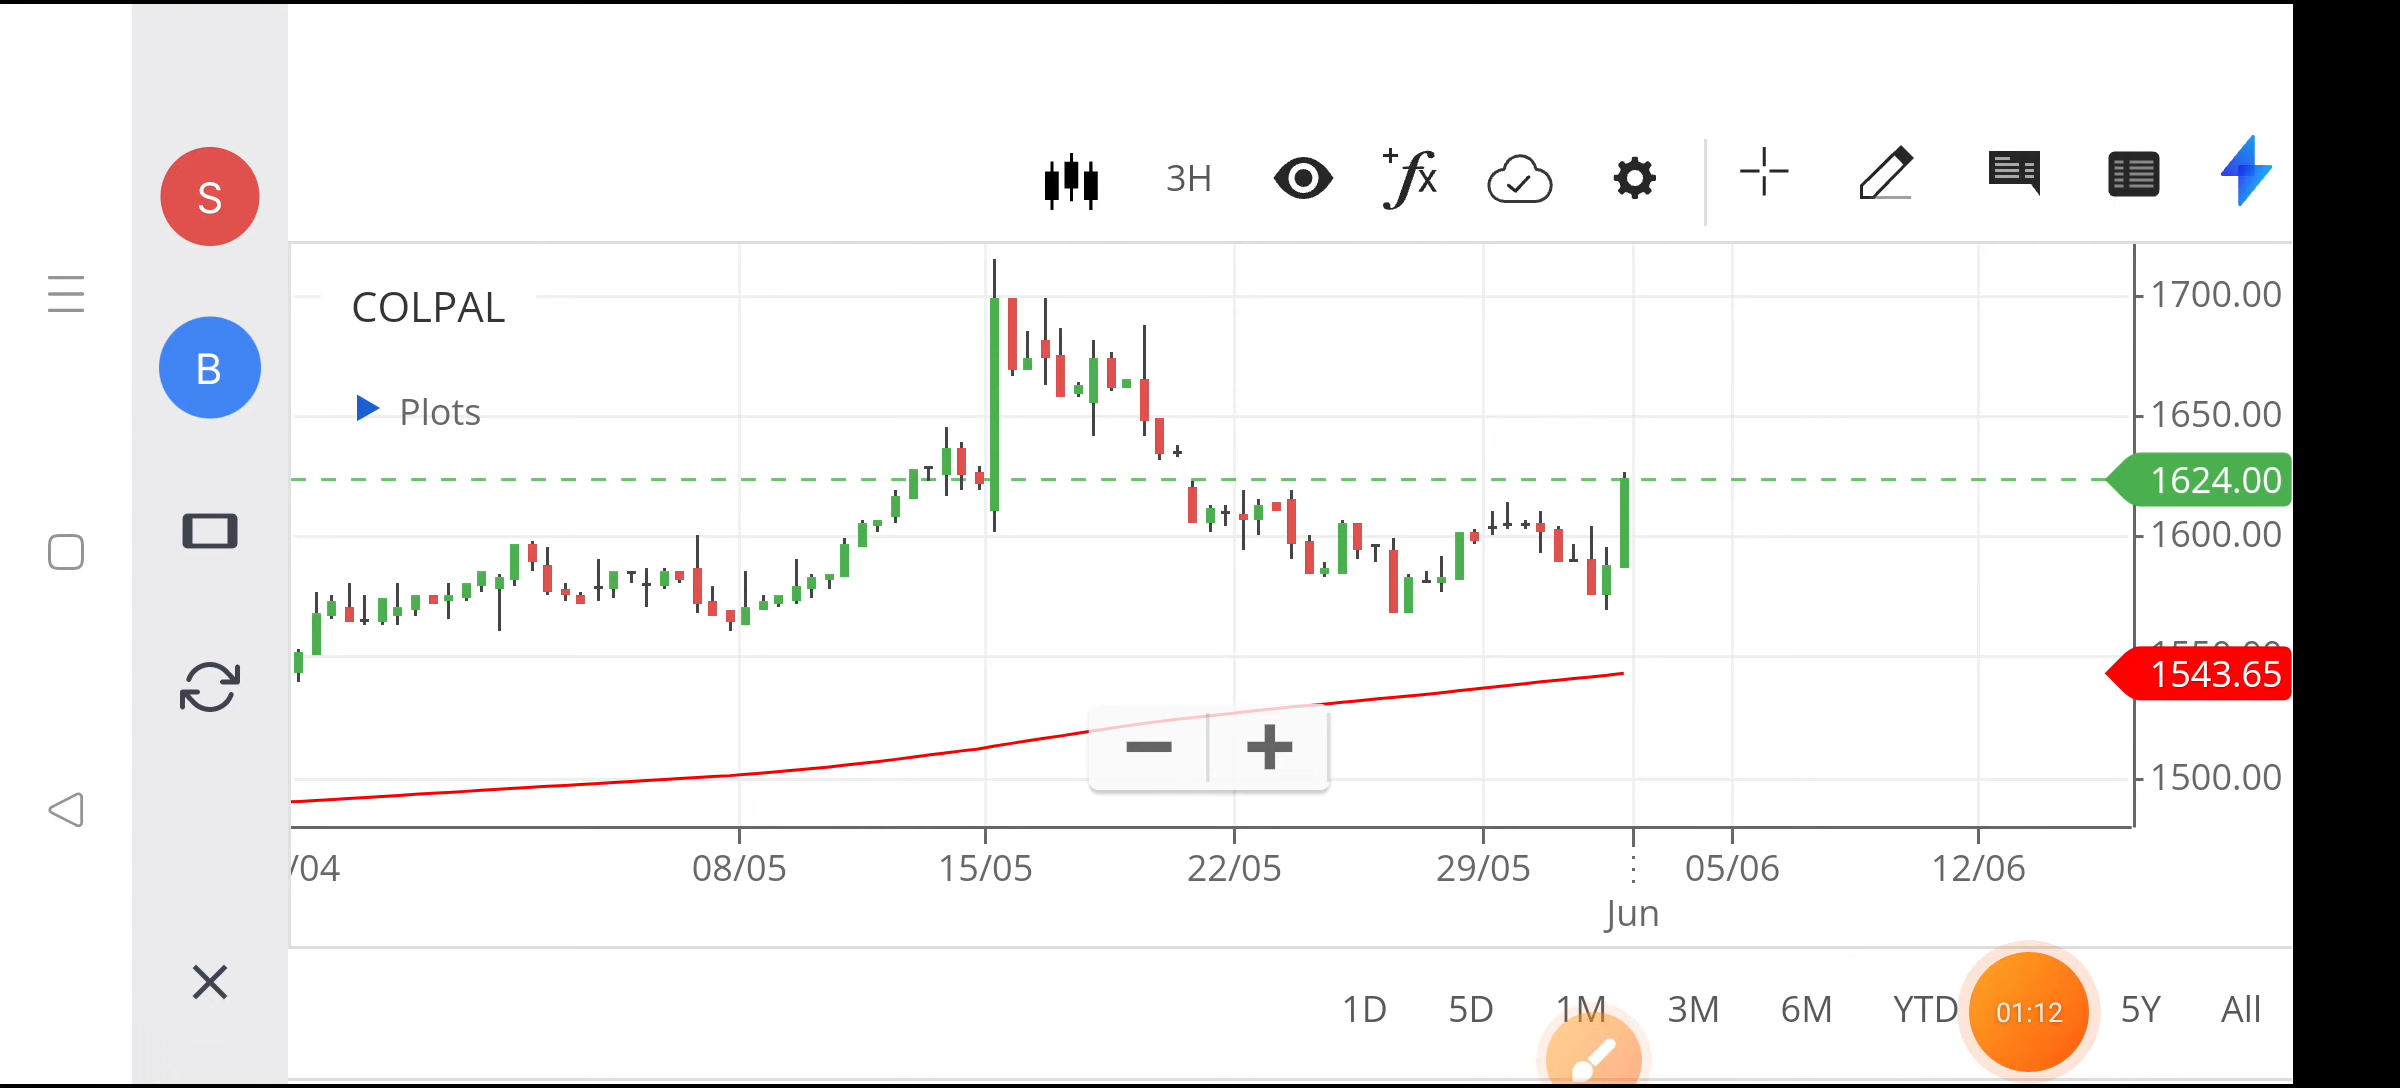 S
B
3H
+fx
COLPAL
Plots
1700.00
1650.00
1624.00
1600.00
1543.65
1500.00
/04
08/05
15/05
22/05
29/05
05/06
12/06
Jun
1D
5D
1M
3M
6M
YTD
01:12
5Y
All